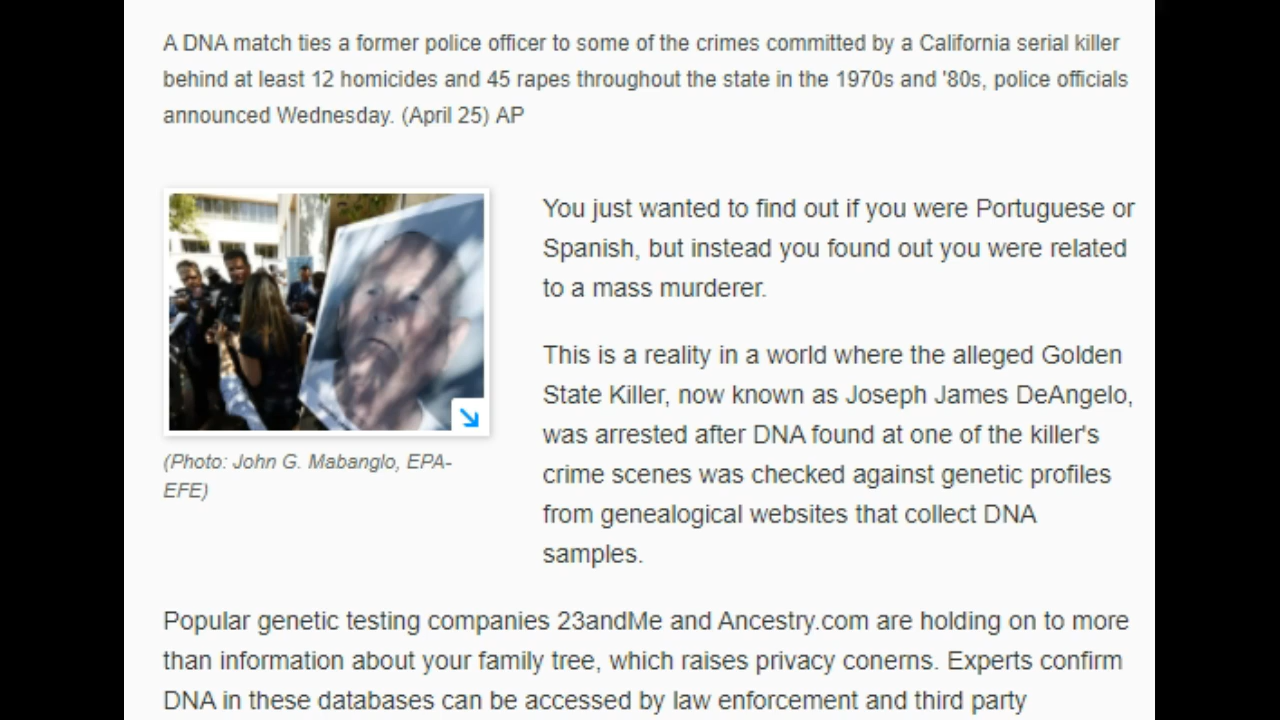 A DNA match ties a former police officer to some of the crimes committed by a California serial killer
behind at least 12 homicides and 45 rapes throughout the state in the 1970s and '80s, police officials
announced Wednesday. (April 25) AP
(Photo: John G. Mabanglo, EPA-
EFE)
You just wanted to find out if you were Portuguese or
Spanish, but instead you found out you were related
to a mass murderer.
This is a reality in a world where the alleged Golden
State Killer, now known as Joseph James DeAngelo,
was arrested after DNA found at one of the killer's
crime scenes was checked against genetic profiles
from genealogical websites that collect DNA
samples.
Popular genetic testing companies 23andMe and Ancestry.com are holding on to more
than information about your family tree, which raises privacy conerns. Experts confirm
DNA in these databases can be accessed by law enforcement and third party